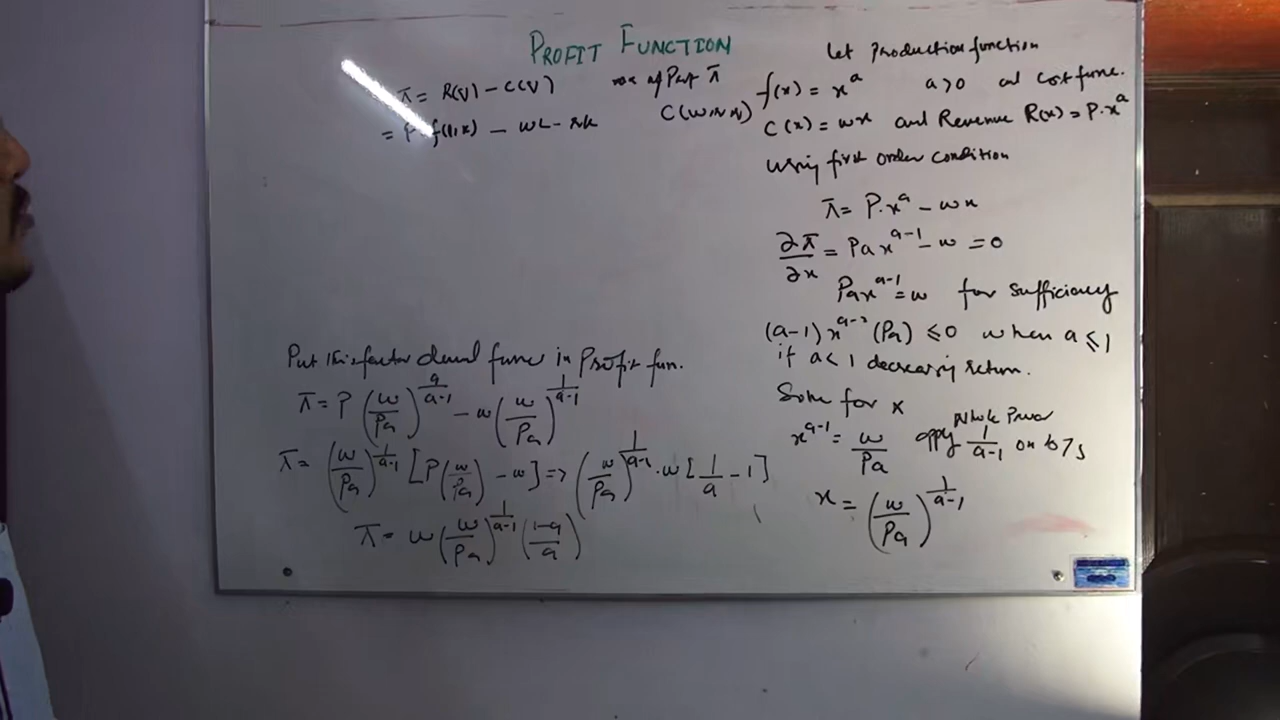 PROFIT FUNCTION
π = R(y) - C(y)
= P f(l,k) - wL - rk
Let Production function
f(x) = x^a a>0 and cost func.
C(x) = wx and Revenue R(x) = P.x^a
Using first order condition
π = P.x^a - wx
∂π/∂x = Pax^(a-1) - w = 0
Pax^(a-1) = w for sufficiency
(a-1)x^(a-2)(Pa) ≤ 0 when a ≤ 1
if a<1 decreasing return.
Solve for x
x^(a-1) = w/Pa apply whole Power 1/(a-1) on b/s
x = (w/Pa)^(1/(a-1))
Put this factor demand func in Profit fun.
π = P (w/Pa)^(a/(a-1)) - w(w/Pa)^(1/(a-1))
π = (w/Pa)^(1/(a-1)) [P(w/Pa) - w] => (w/Pa)^(1/(a-1)) . w[1/a - 1]
π = w(w/Pa)^(1/(a-1)) ((1-a)/a)